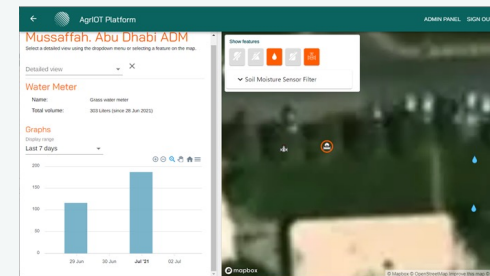 AgrIOT Platform
ADMIN PANEL SIGN OU
Mussaffah. Abu Dhabi ADM
Select a detailed view using the dropdown menu or selecting a feature on the map.
Detailed view
Water Meter
Name: Gross water meter
Total volume: 303 Liters (since 28 Jun 2021)
Graphs
Display range
Last 7 days
200
150
100
50
0
29 Jun 30 Jun Jul '21 02 Jul
Show features
Soil Moisture Sensor Filter
mapbox
© Mapbox © OpenStreetMap Improve this map